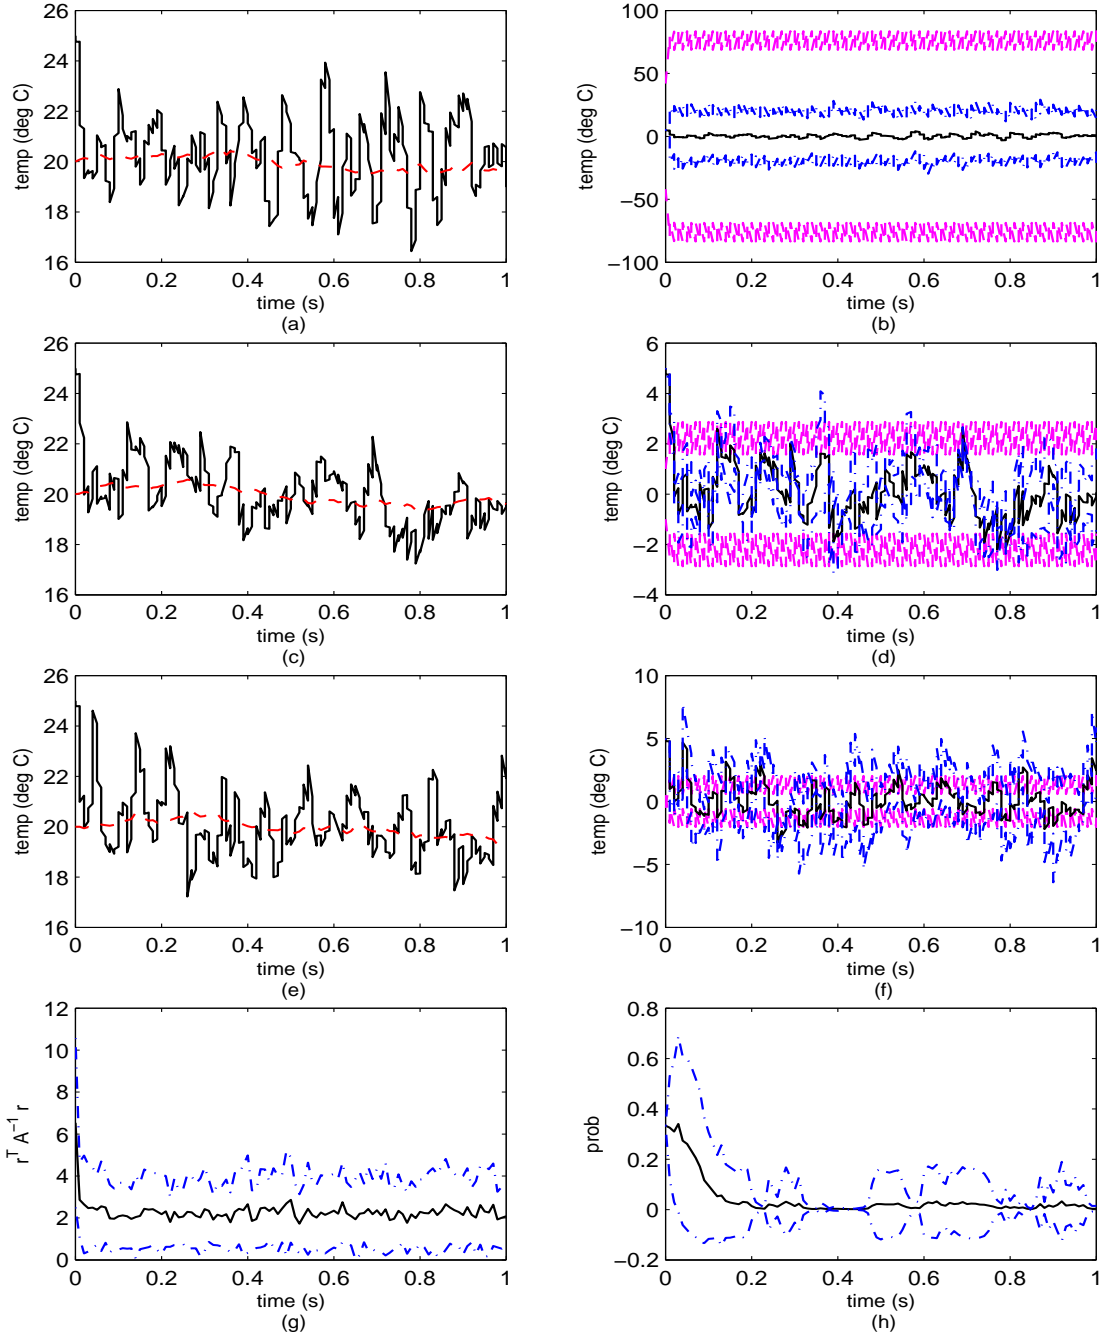 26
24
22
20
18
16
temp (deg C)
0 0.2 0.4 0.6 0.8 1
time (s)
(a)
100
50
0
−50
−100
temp (deg C)
0 0.2 0.4 0.6 0.8 1
time (s)
(b)
26
24
22
20
18
16
temp (deg C)
0 0.2 0.4 0.6 0.8 1
time (s)
(c)
6
4
2
0
−2
−4
temp (deg C)
0 0.2 0.4 0.6 0.8 1
time (s)
(d)
26
24
22
20
18
16
temp (deg C)
0 0.2 0.4 0.6 0.8 1
time (s)
(e)
10
5
0
−5
−10
temp (deg C)
0 0.2 0.4 0.6 0.8 1
time (s)
(f)
12
10
8
6
4
2
0
r^T A^−1 r
0 0.2 0.4 0.6 0.8 1
time (s)
(g)
0.8
0.6
0.4
0.2
0
−0.2
prob
0 0.2 0.4 0.6 0.8 1
time (s)
(h)